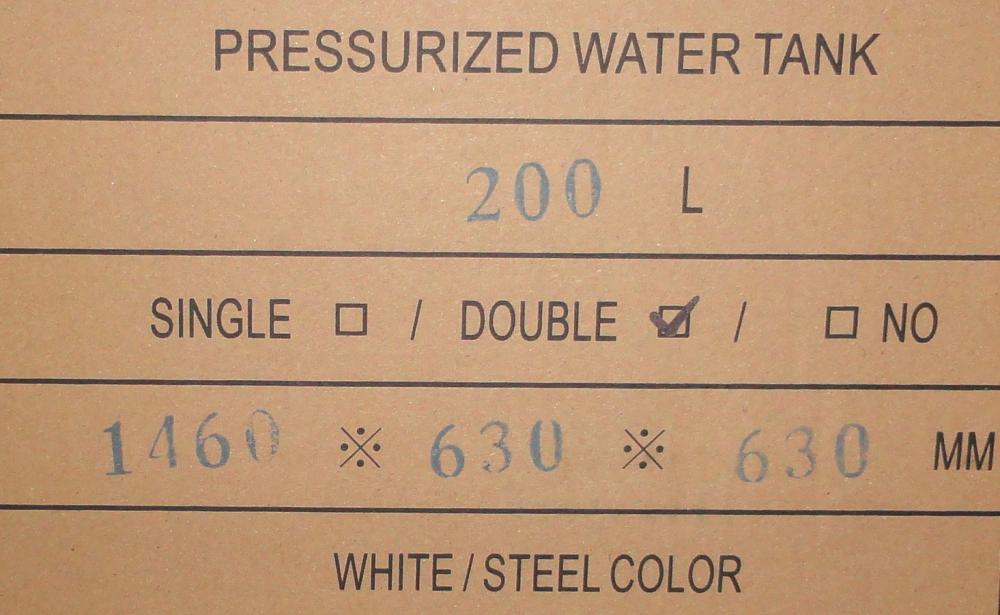 PRESSURIZED WATER TANK
200 L
SINGLE ☐ / DOUBLE ☑ / ☐ NO
1460 ※ 630 ※ 630 MM
WHITE / STEEL COLOR